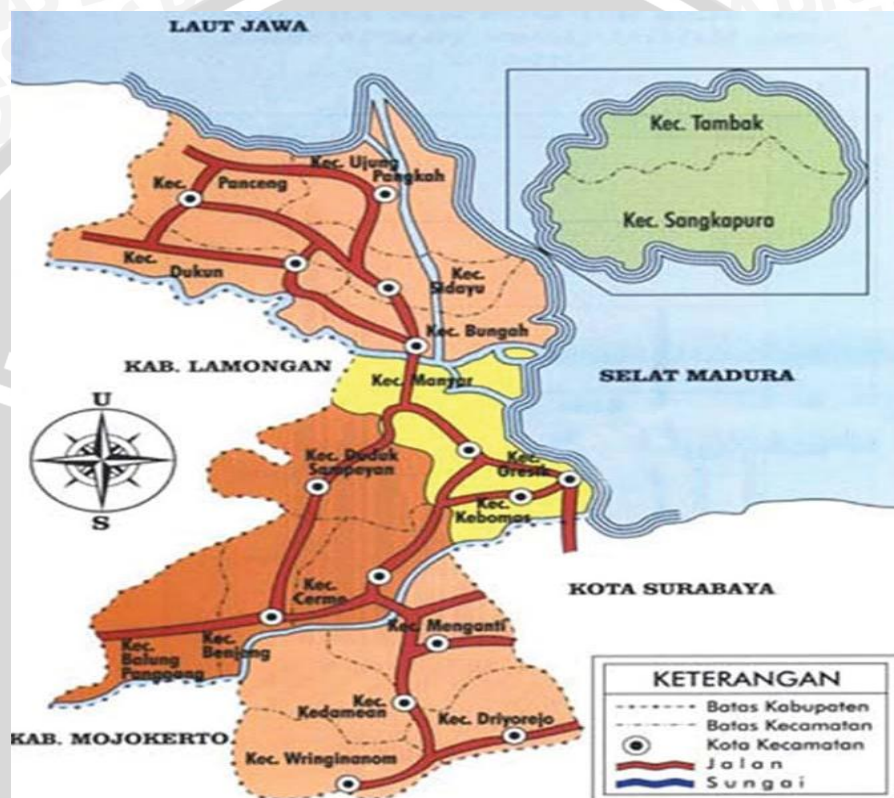 LAUT JAWA
Kec. Tambak
Kec. Sangkapura
Kec. Ujung
Pangkah
Kec. Panceng
Kec.
Dukun
Kec.
Sidayu
Kec. Bungah
KAB. LAMONGAN
Kec. Manyar
SELAT MADURA
U
S
Kec. Duduk
Sampeyan
Kec.
Gresik
Kec.
Kebomas
KOTA SURABAYA
Kec.
Cerme
Kec. Menganti
Kec.
Balung
Panggang
Kec.
Benjang
Kec.
Kedamean
Kec. Driyorejo
KAB. MOJOKERTO
Kec. Wringinanom
KETERANGAN
Batas Kabupaten
Batas Kecamatan
Kota Kecamatan
Jalan
Sungai